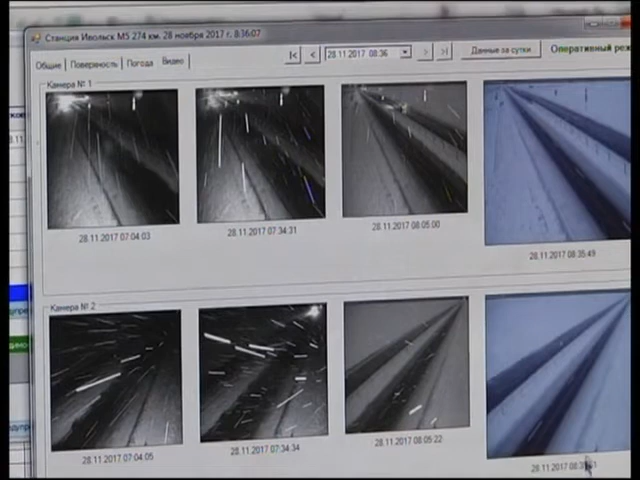 Станция Ивольск М5 274 км. 28 ноября 2017 г. 8:36:07
Общие Поверхность Погода Видео
28.11.2017 08:36
Данные за сутки
Оперативный реж
Камера № 1
28.11.2017 07:04:03
28.11.2017 07:34:31
28.11.2017 08:05:00
28.11.2017 08:35:49
Камера № 2
28.11.2017 07:04:05
28.11.2017 07:34:34
28.11.2017 08:05:22
28.11.2017